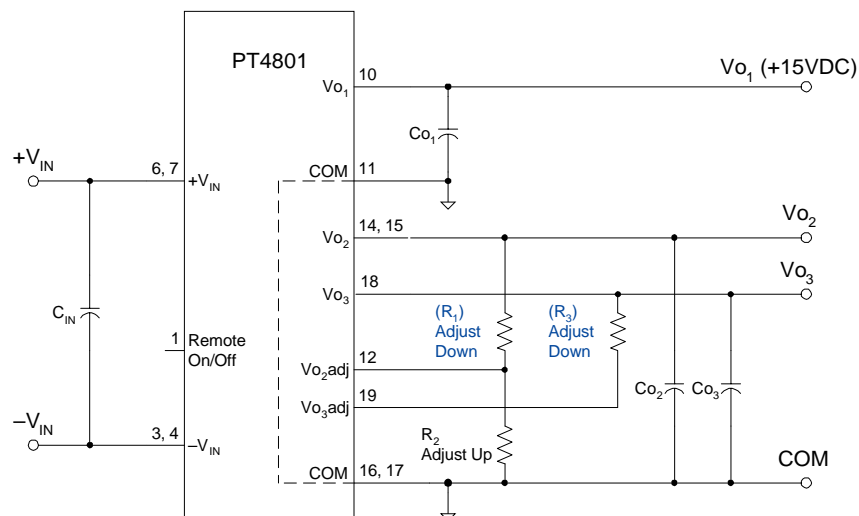 PT4801
10
Vo1 (+15VDC)
Vo1
Co1
+VIN
6, 7
+VIN
COM
11
14, 15
Vo2
Vo2
18
Vo3
Vo3
CIN
1
Remote
On/Off
(R1)
Adjust
Down
(R3)
Adjust
Down
12
Vo2adj
19
Vo3adj
Co2
Co3
–VIN
3, 4
–VIN
R2
Adjust Up
COM
16, 17
COM